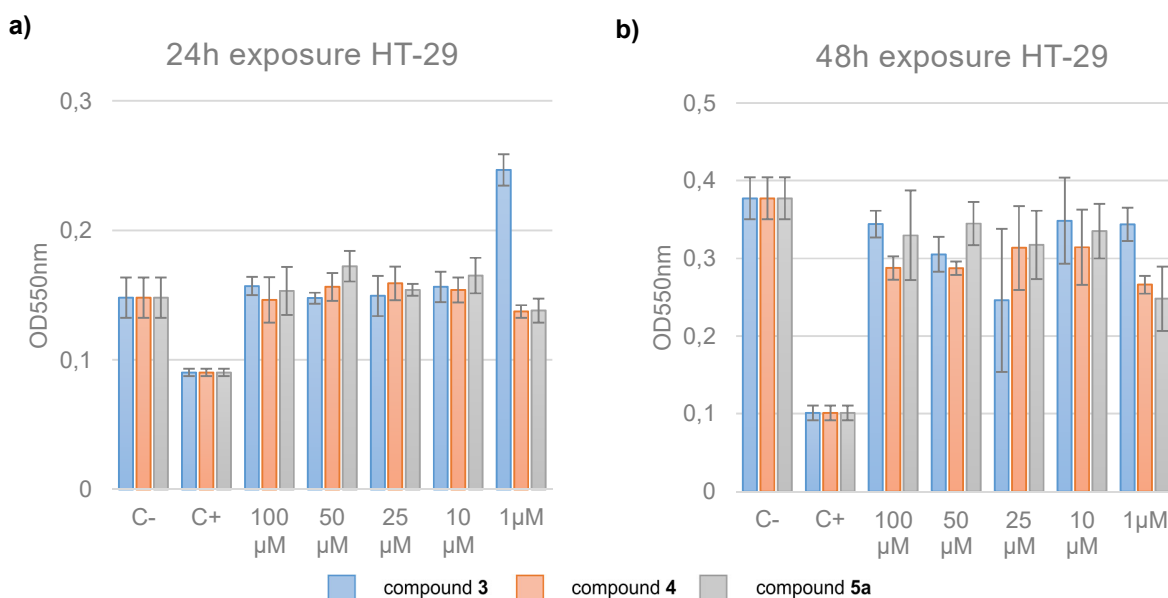 a)
24h exposure HT-29
0,3
0,2
0,1
0
OD550nm
C- C+ 100 50 25 10 1µM
µM µM µM µM
b)
48h exposure HT-29
0,5
0,4
0,3
0,2
0,1
0
OD550nm
C- C+ 100 50 25 10 1µM
µM µM µM µM
compound 3 compound 4 compound 5a